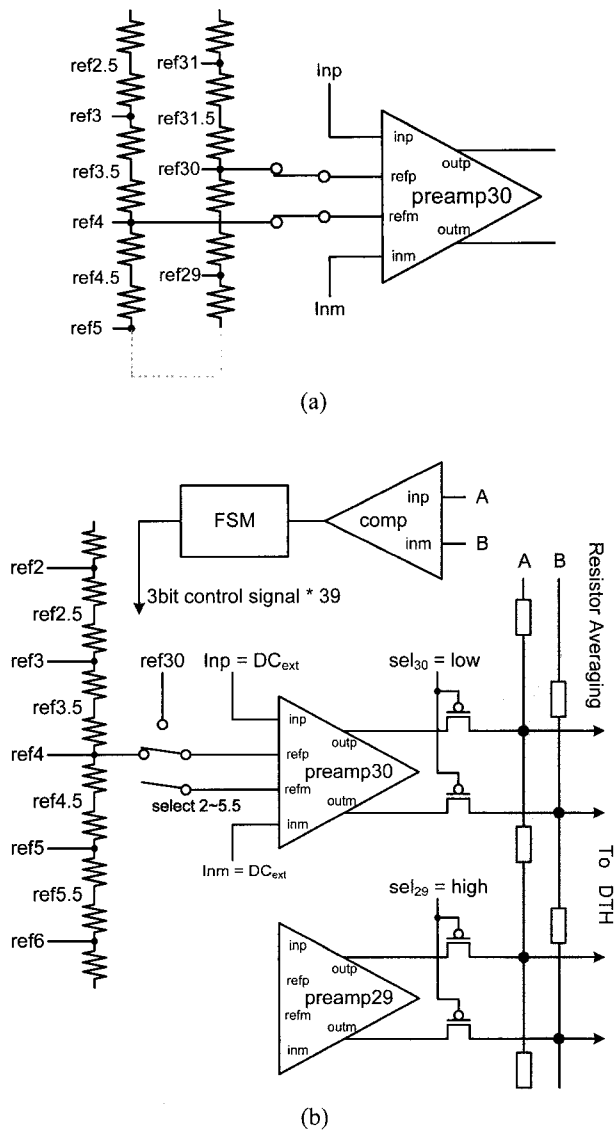 ref2.5
ref3
ref3.5
ref4
ref4.5
ref5
ref31
ref31.5
ref30
ref29
Inp
Inm
inp
refp
refm
inm
outp
preamp30
outm
(a)
FSM
comp
inp
inm
A
B
3bit control signal * 39
ref2
ref2.5
ref3
ref3.5
ref4
ref4.5
ref5
ref5.5
ref6
ref30
Inp = DCext
select 2~5.5
Inm = DCext
inp
refp
refm
inm
outp
preamp30
outm
sel30 = low
A
B
Resistor Averaging
To DTH
sel29 = high
inp
refp
refm
inm
outp
preamp29
outm
(b)